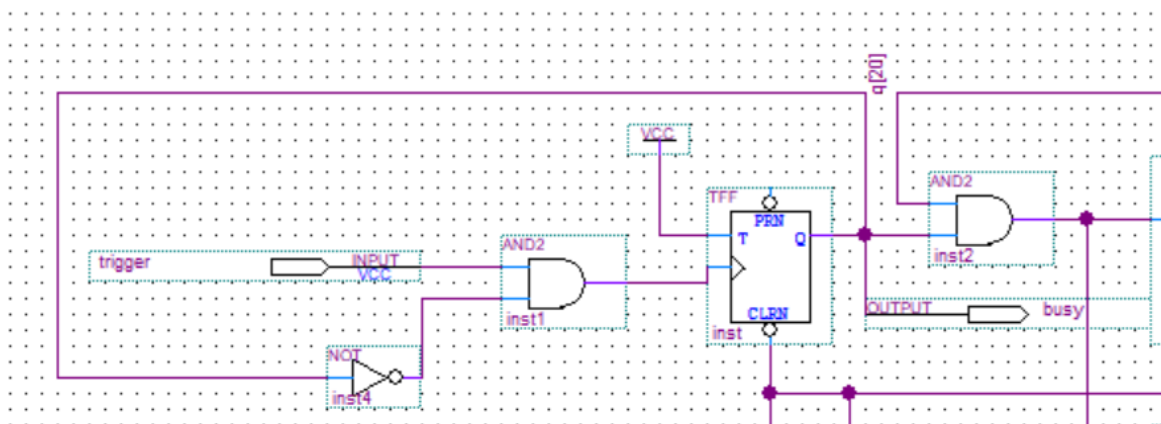 q[20]
VCC
TFF
PRN
T
Q
CLRN
inst
AND2
inst2
trigger
INPUT
VCC
AND2
inst1
OUTPUT
busy
NOT
inst4